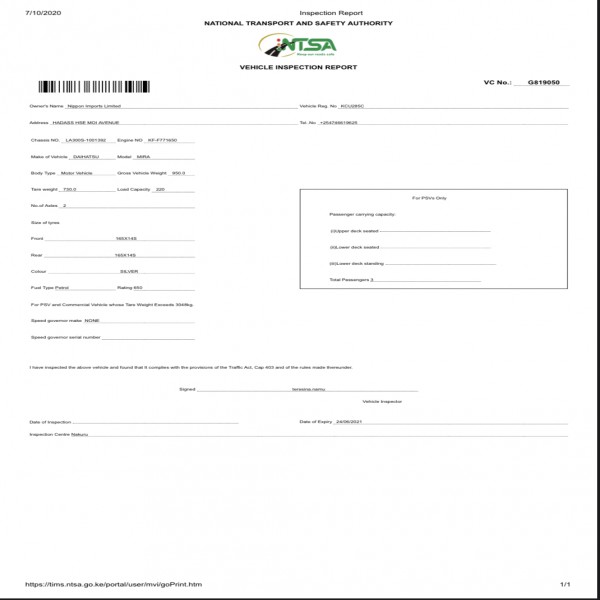 7/10/2020 Inspection Report
NATIONAL TRANSPORT AND SAFETY AUTHORITY
NTSA
Keep our roads safe
VEHICLE INSPECTION REPORT
VC No.: G819050
Owner's Name Nippon Imports Limited Vehicle Reg. No KCU285C
Address HADASS HSE MOI AVENUE Tel. No +254748619625
Chassis NO. LA300S-1001392 Engine NO KF-F771930
Make of Vehicle DAIHATSU Model MIRA
Body Type Motor Vehicle Gross Vehicle Weight 950.0
Tare weight 730.0 Load Capacity 220
No.of Axles 2
Size of tyres
Front 165X14S
Rear 165X14S
Colour SILVER
Fuel Type Petrol Rating 650
For PSV and Commercial Vehicle whose Tare Weight Exceeds 3048kg.
Speed governor make NONE
Speed governor serial number
For PSVs Only
Passenger carrying capacity:
(i)Upper deck seated
(ii)Lower deck seated
(iii)Lower deck standing
Total Passengers 3
I have inspected the above vehicle and found that it complies with the provisions of the Traffic Act, Cap 403 and of the rules made thereunder.
Signed teresina.namu
Vehicle Inspector
Date of Inspection Date of Expiry 24/06/2021
Inspection Centre Nakuru
https://tims.ntsa.go.ke/portal/user/mvi/goPrint.htm 1/1